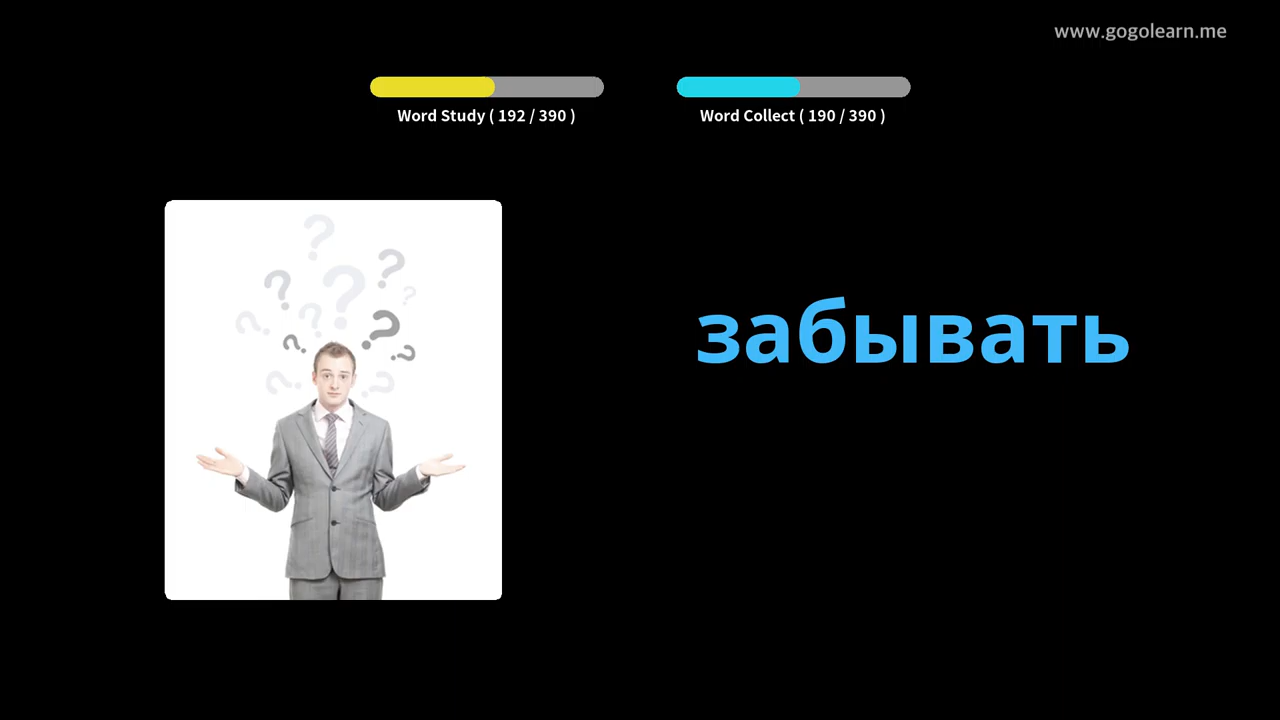 www.gogolearn.me
Word Study ( 192 / 390 )
Word Collect ( 190 / 390 )
? ? ? ? ? ? ? ? ? ? ? ?
забывать